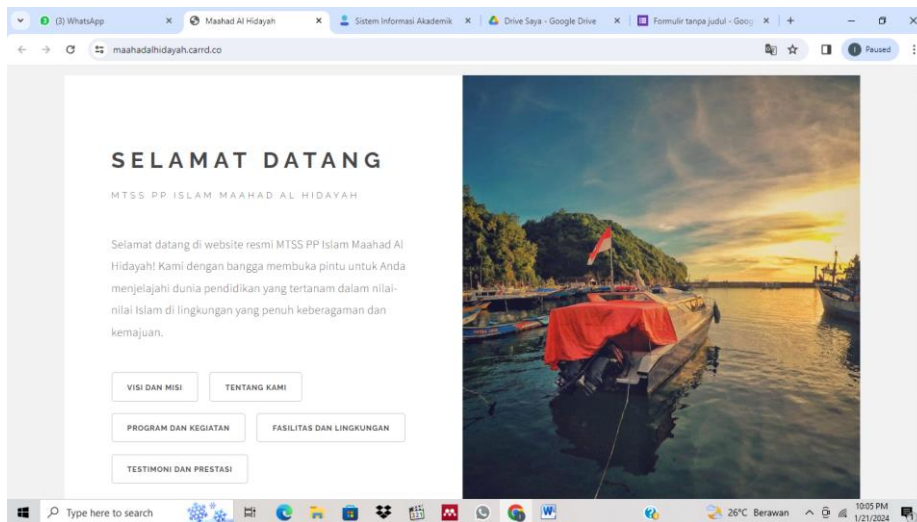 (3) WhatsApp
Maahad Al Hidayah
Sistem Informasi Akademik
Drive Saya - Google Drive
Formulir tanpa judul - Goog
maahadalhidayah.carrd.co
Paused
SELAMAT DATANG
MTSS PP ISLAM MAAHAD AL HIDAYAH
Selamat datang di website resmi MTSS PP Islam Maahad Al
Hidayah! Kami dengan bangga membuka pintu untuk Anda
menjelajahi dunia pendidikan yang tertanam dalam nilai-
nilai Islam di lingkungan yang penuh keberagaman dan
kemajuan.
VISI DAN MISI
TENTANG KAMI
PROGRAM DAN KEGIATAN
FASILITAS DAN LINGKUNGAN
TESTIMONI DAN PRESTASI
Type here to search
26°C Berawan
10:05 PM
1/21/2024